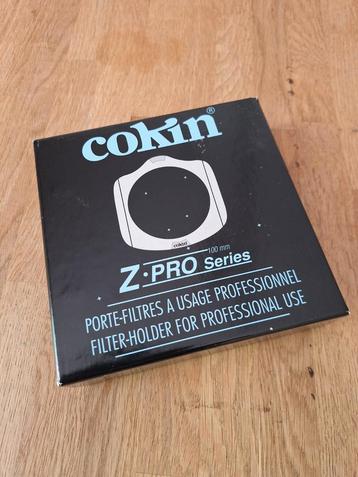 cokin®
cokin
100 mm
Z·PRO Series
PORTE-FILTRES A USAGE PROFESSIONNEL
FILTER-HOLDER FOR PROFESSIONAL USE